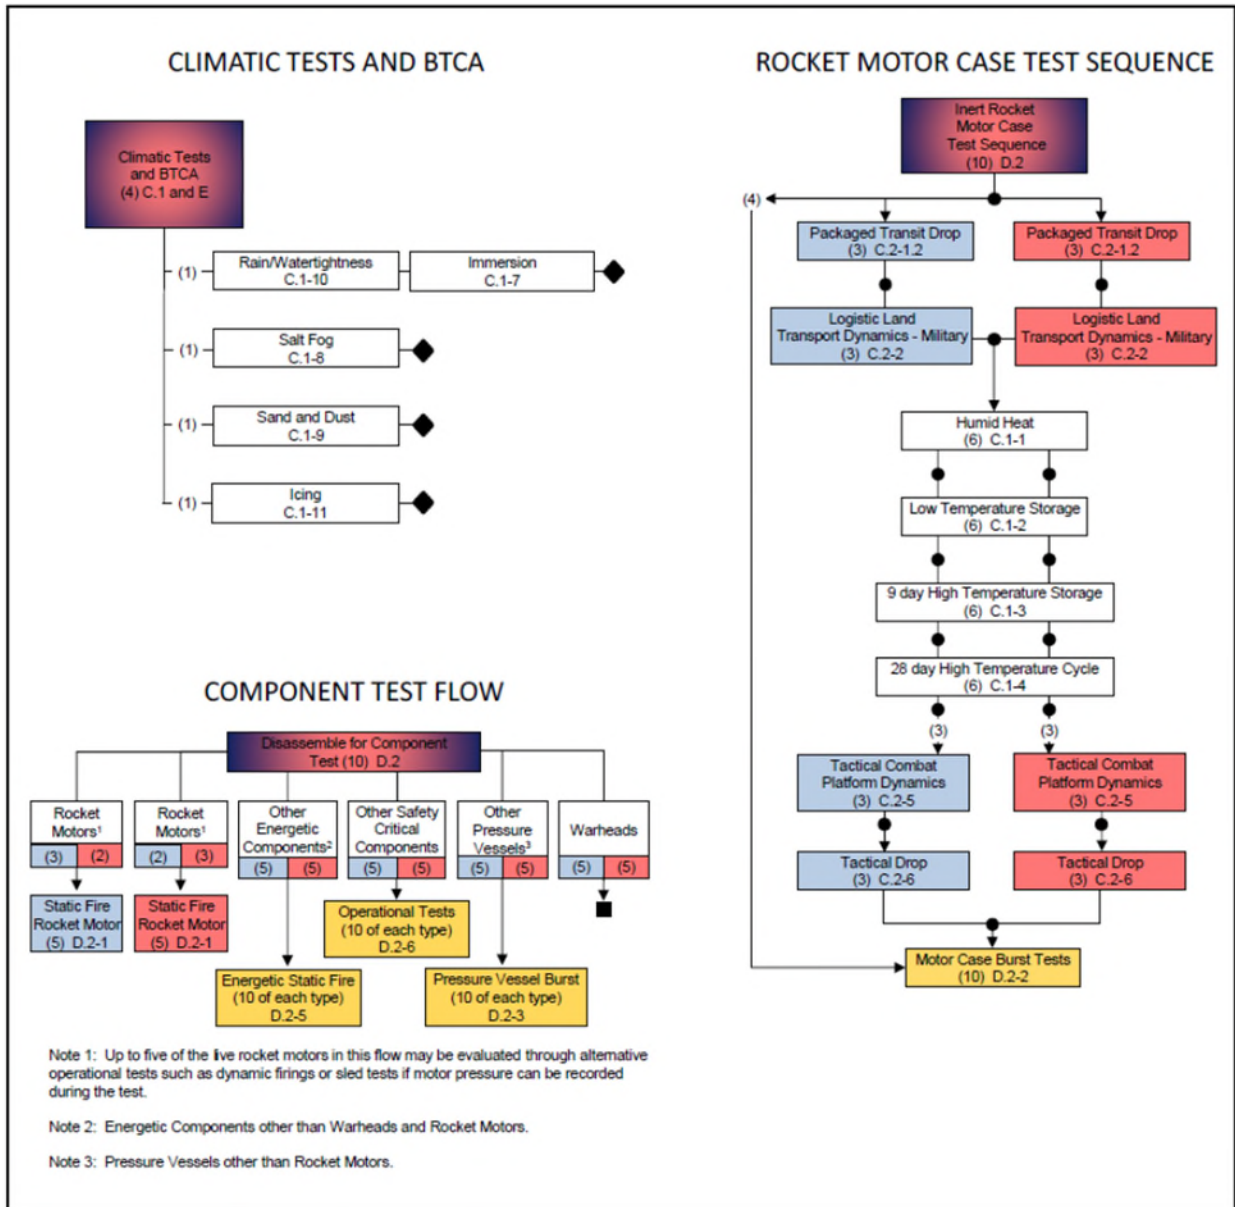 CLIMATIC TESTS AND BTCA
Climatic Tests
and BTCA
(4) C.1 and E
(1)
Rain/Watertightness
C.1-10
Immersion
C.1-7
(1)
Salt Fog
C.1-8
(1)
Sand and Dust
C.1-9
(1)
Icing
C.1-11
ROCKET MOTOR CASE TEST SEQUENCE
Inert Rocket
Motor Case
Test Sequence
(10) D.2
(4)
Packaged Transit Drop
(3) C.2-1.2
Packaged Transit Drop
(3) C.2-1.2
Logistic Land
Transport Dynamics - Military
(3) C.2-2
Logistic Land
Transport Dynamics - Military
(3) C.2-2
Humid Heat
(6) C.1-1
Low Temperature Storage
(6) C.1-2
9 day High Temperature Storage
(6) C.1-3
28 day High Temperature Cycle
(6) C.1-4
(3)
(3)
Tactical Combat
Platform Dynamics
(3) C.2-5
Tactical Combat
Platform Dynamics
(3) C.2-5
Tactical Drop
(3) C.2-6
Tactical Drop
(3) C.2-6
Motor Case Burst Tests
(10) D.2-2
COMPONENT TEST FLOW
Disassemble for Component
Test (10) D.2
Rocket
Motors¹
(3) (2)
Rocket
Motors¹
(2) (3)
Other
Energetic
Components²
(5) (5)
Other Safety
Critical
Components
(5) (5)
Other
Pressure
Vessels³
(5) (5)
Warheads
(5) (5)
Static Fire
Rocket Motor
(5) D.2-1
Static Fire
Rocket Motor
(5) D.2-1
Operational Tests
(10 of each type)
D.2-6
Energetic Static Fire
(10 of each type)
D.2-5
Pressure Vessel Burst
(10 of each type)
D.2-3
Note 1: Up to five of the live rocket motors in this flow may be evaluated through alternative
operational tests such as dynamic firings or sled tests if motor pressure can be recorded
during the test.
Note 2: Energetic Components other than Warheads and Rocket Motors.
Note 3: Pressure Vessels other than Rocket Motors.